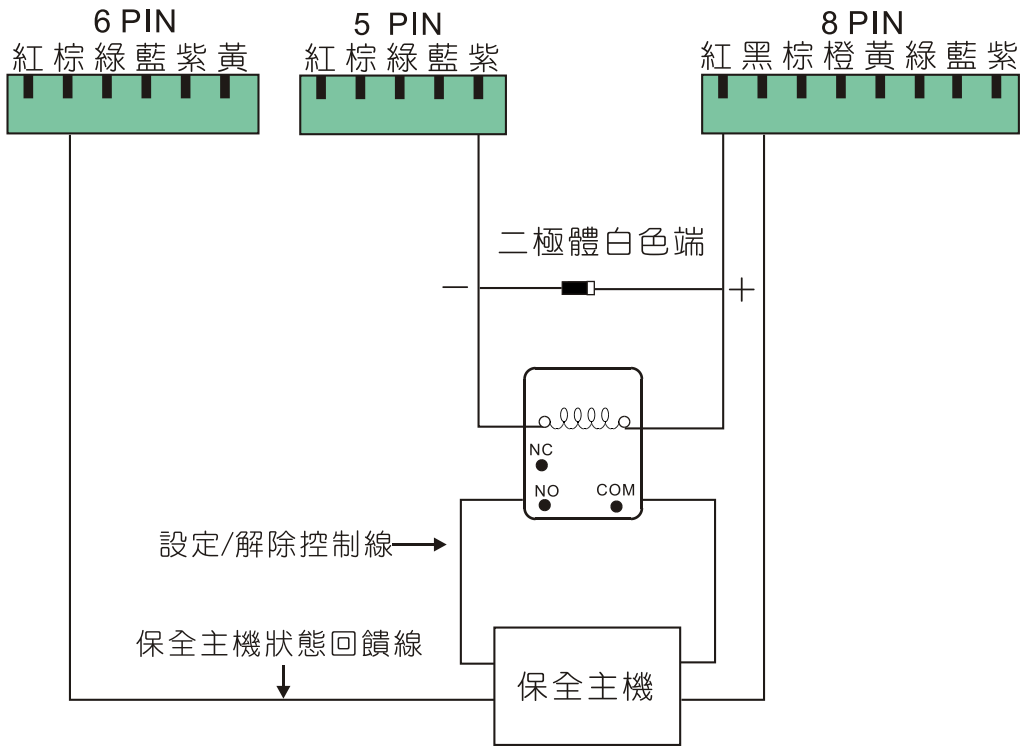 6 PIN
紅棕綠藍紫黃
5 PIN
紅棕綠藍紫
8 PIN
紅黑棕橙黃綠藍紫
二極體白色端
− +
NC
NO COM
設定/解除控制線
保全主機狀態回饋線
保全主機